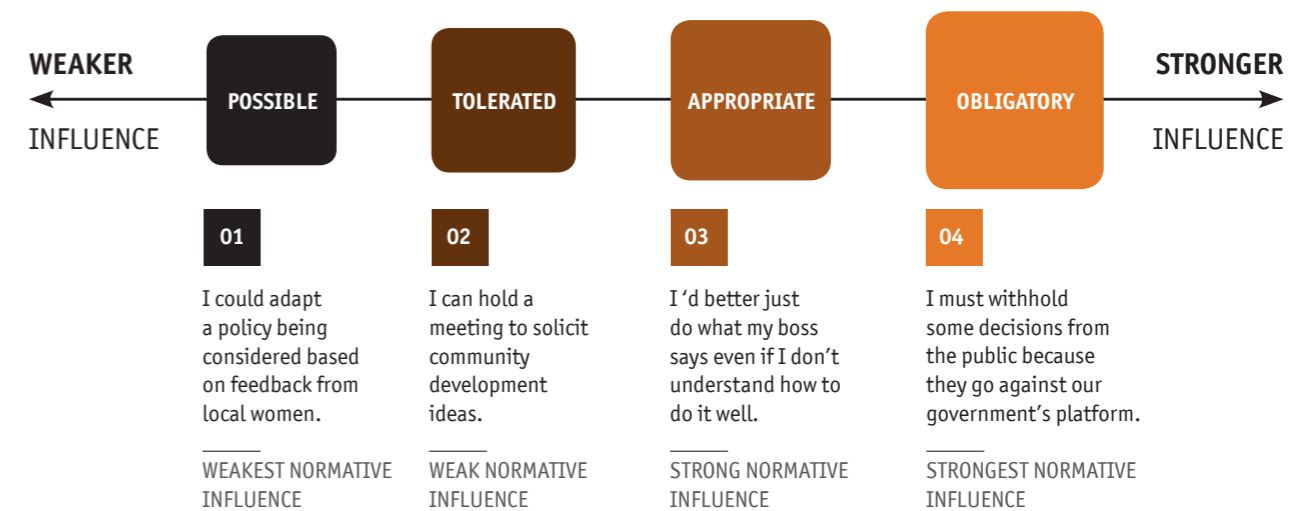 WEAKER
INFLUENCE
POSSIBLE
TOLERATED
APPROPRIATE
OBLIGATORY
STRONGER
INFLUENCE
01
I could adapt
a policy being
considered based
on feedback from
local women.
WEAKEST NORMATIVE
INFLUENCE
02
I can hold a
meeting to solicit
community
development
ideas.
WEAK NORMATIVE
INFLUENCE
03
I ‘d better just
do what my boss
says even if I don’t
understand how to
do it well.
STRONG NORMATIVE
INFLUENCE
04
I must withhold
some decisions from
the public because
they go against our
government’s platform.
STRONGEST NORMATIVE
INFLUENCE